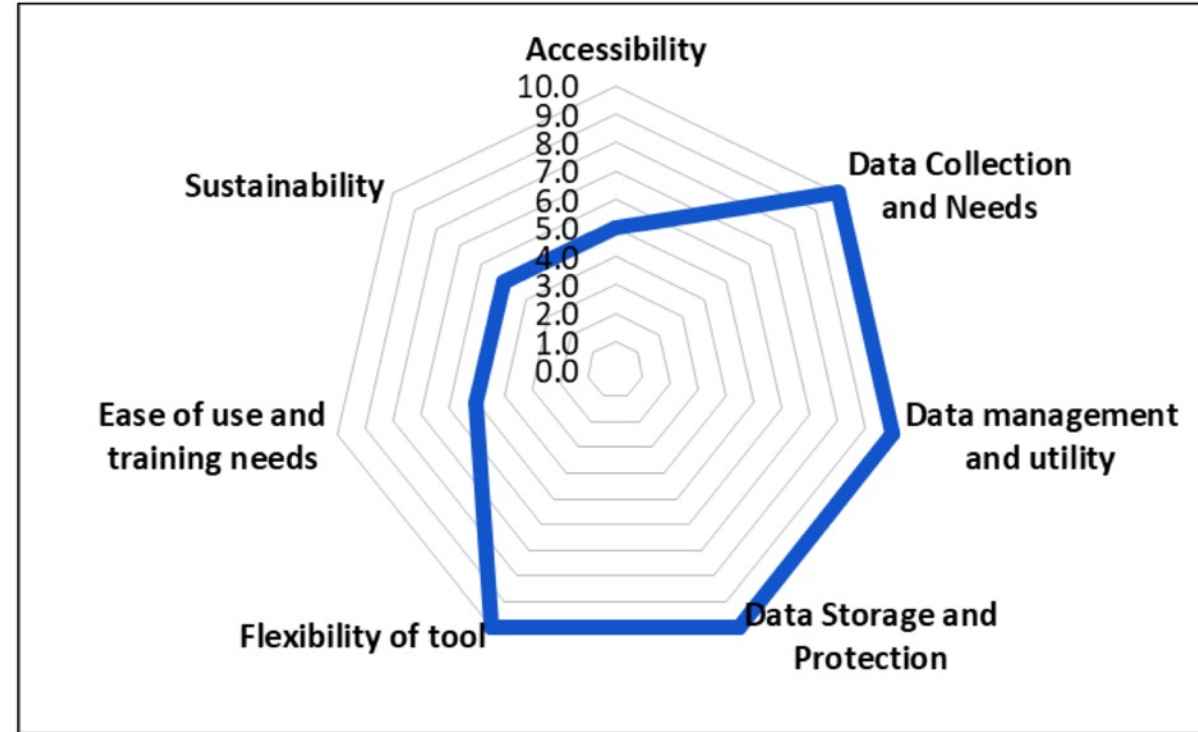 Accessibility
10.0
9.0
8.0
7.0
6.0
5.0
4.0
3.0
2.0
1.0
0.0
Data Collection
and Needs
Data management
and utility
Data Storage and
Protection
Flexibility of tool
Ease of use and
training needs
Sustainability